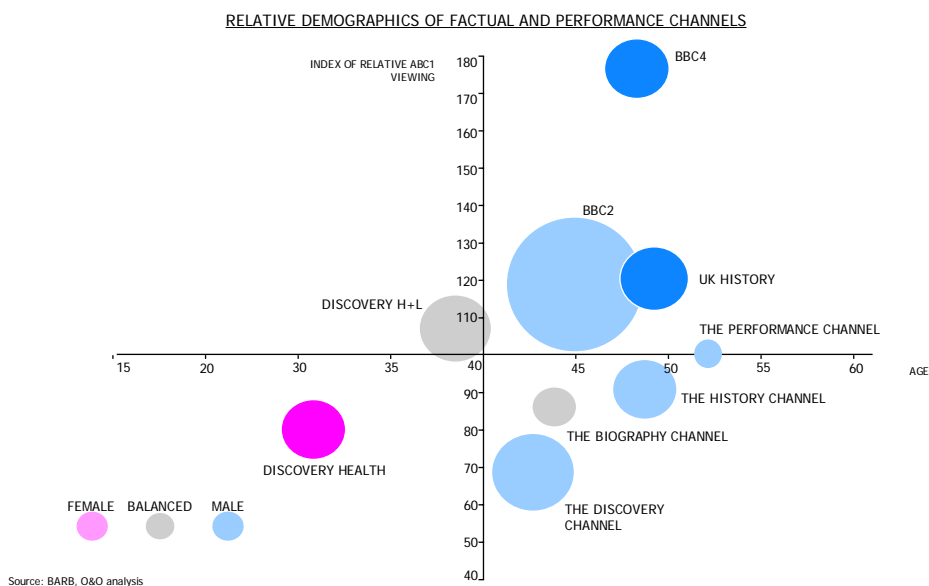 RELATIVE DEMOGRAPHICS OF FACTUAL AND PERFORMANCE CHANNELS
INDEX OF RELATIVE ABC1
VIEWING
180
BBC4
170
160
150
140
BBC2
130
120
UK HISTORY
DISCOVERY H+L
110
THE PERFORMANCE CHANNEL
15
20
30
35
40
45
50
55
60
AGE
90
THE HISTORY CHANNEL
80
THE BIOGRAPHY CHANNEL
DISCOVERY HEALTH
70
60
THE DISCOVERY
CHANNEL
FEMALE BALANCED MALE
50
40
Source: BARB, O&O analysis